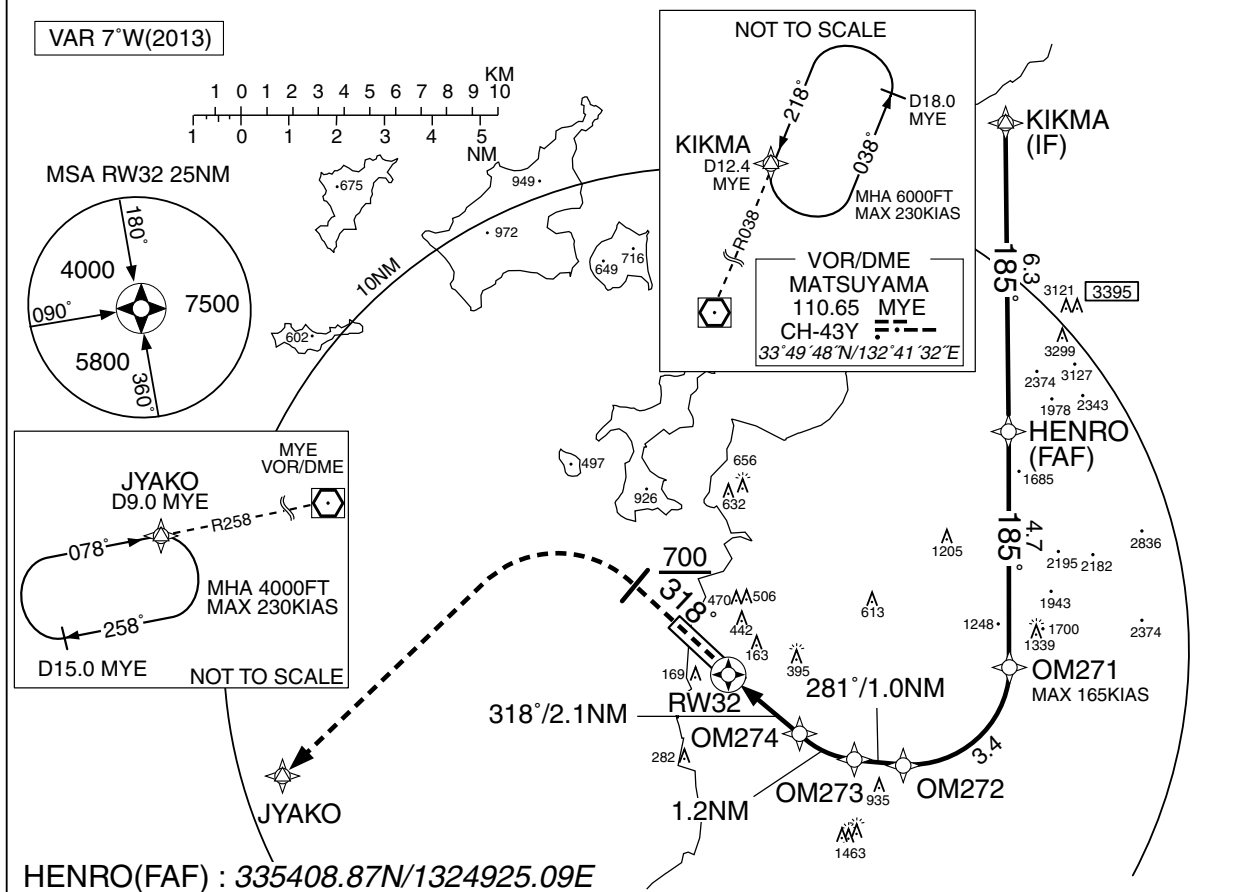 VAR 7°W(2013)
KM
1 0 1 2 3 4 5 6 7 8 9 10
1 0 1 2 3 4 5
NM
MSA RW32 25NM
180°
4000
7500
090°
5800
360°
675
949
972
649
716
602
10NM
NOT TO SCALE
218°
D18.0
MYE
KIKMA
D12.4
MYE
038°
MHA 6000FT
MAX 230KIAS
R038
VOR/DME
MATSUYAMA
110.65 MYE
CH-43Y
33°49´48˝N/132°41´32˝E
KIKMA
(IF)
185°
6.3
3121
3395
3299
2374
3127
1978
2343
HENRO
(FAF)
1685
185°
4.7
1205
2195
2182
2836
1943
1248
1700
1339
2374
OM271
MAX 165KIAS
MYE
VOR/DME
JYAKO
D9.0 MYE
R258
078°
MHA 4000FT
MAX 230KIAS
258°
D15.0 MYE
NOT TO SCALE
497
926
656
632
700
318°
470
506
442
163
613
395
169
RW32
281°/1.0NM
318°/2.1NM
OM274
282
3.4
OM273
935
OM272
1.2NM
1463
JYAKO
HENRO(FAF) : 335408.87N/1324925.09E